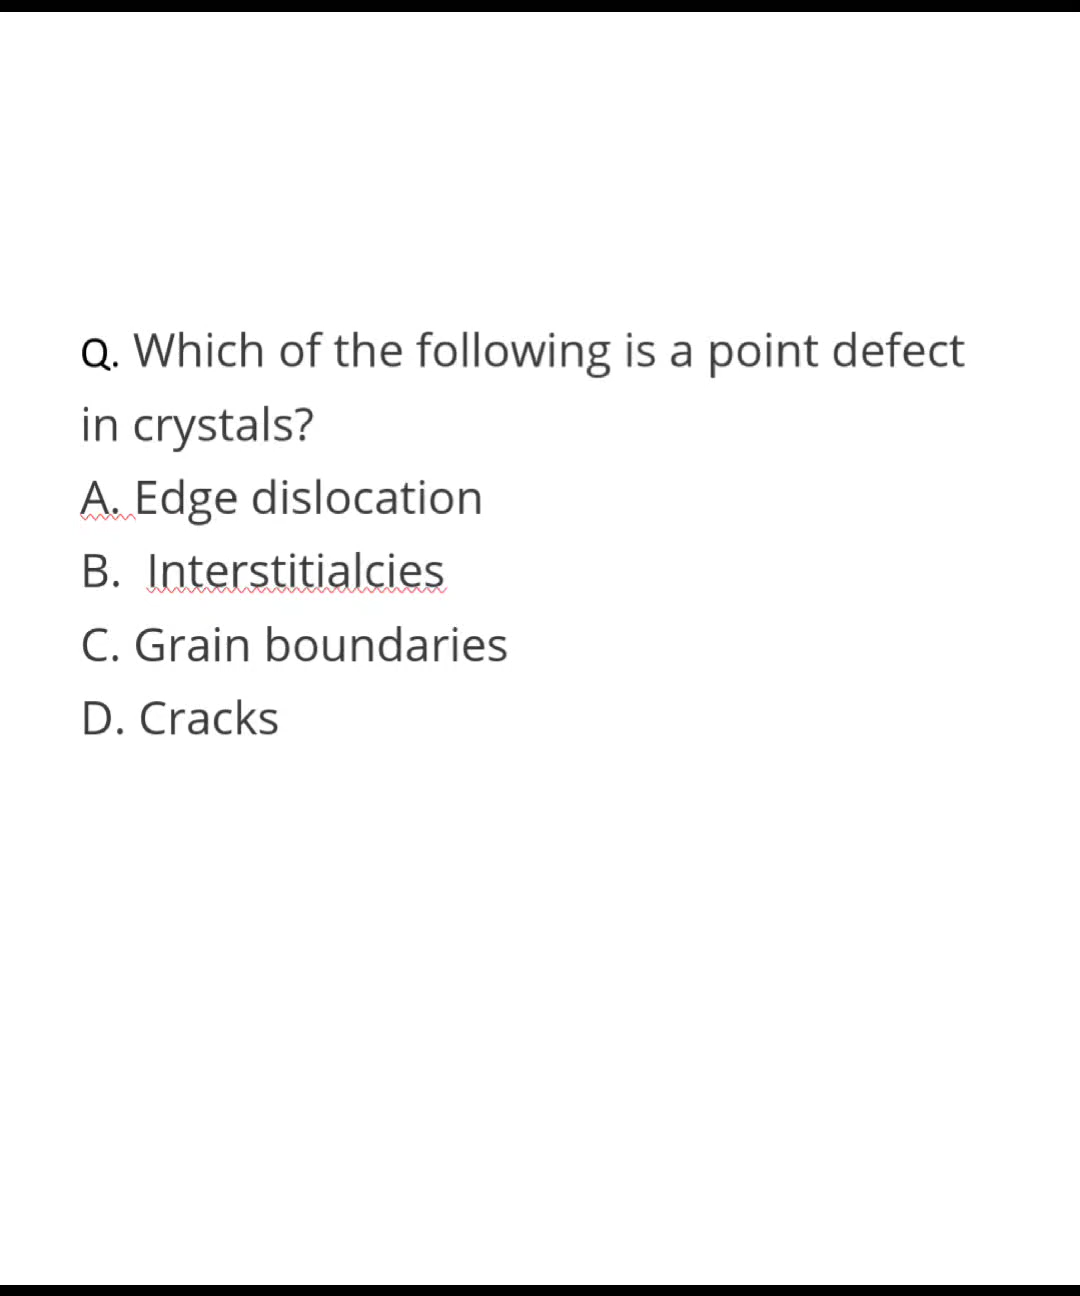 Q. Which of the following is a point defect
in crystals?
A. Edge dislocation
B. Interstitialcies
C. Grain boundaries
D. Cracks